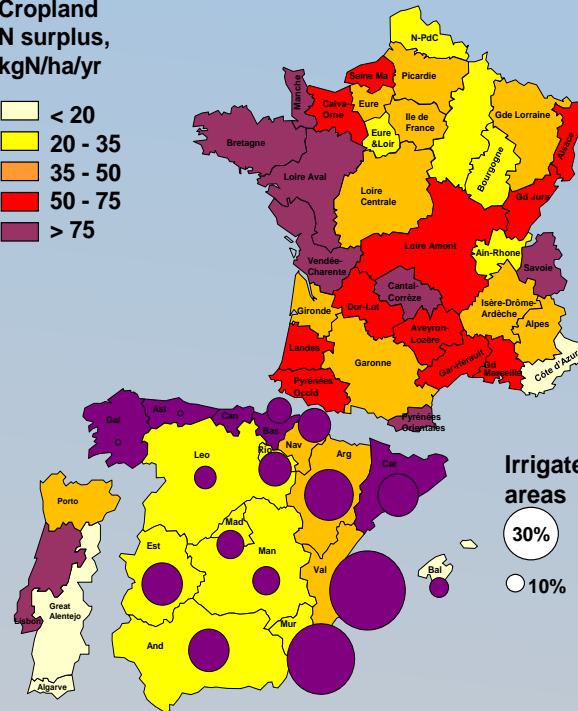 Cropland
N surplus,
kgN/ha/yr
< 20
20 - 35
35 - 50
50 - 75
> 75
N-PdC
Seine Ma
Picardie
Manche
Calva-
Orne
Eure
Ile de
France
Gde Lorraine
Alsace
Eure
&Loir
Bretagne
Bourgogne
Loire Aval
Loire
Centrale
Gd Jura
Loire Amont
Ain-Rhone
Vendée-
Charente
Savoie
Cantal-
Corrèze
Isère-Drôme-
Ardèche
Gironde
Dor-Lot
Alpes
Aveyron-
Lozère
Landes
Garonne
Gar-Hérault
Gd
Marseille
Côte d'Azur
Pyrénées
Occid
Pyrénées
Orientales
Gal
Ast
Can
Bas
Nav
Rio
Leo
Arg
Cat
Irrigate
areas
30%
10%
Porto
Mad
Est
Man
Val
Bal
Lisbon
Great
Alentejo
And
Mur
Algarve